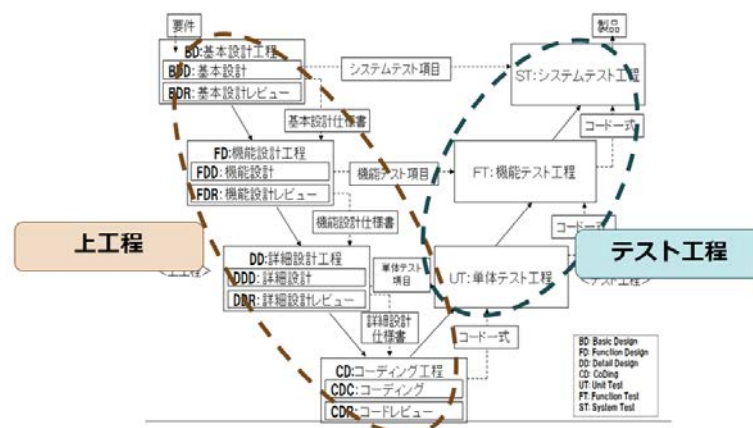 要件
製品
BD:基本設計工程
BDD:基本設計
BDR:基本設計レビュー
システムテスト項目
ST:システムテスト工程
基本設計仕様書
コード一式
FD:機能設計工程
FDD:機能設計
FDR:機能設計レビュー
機能テスト項目
FT:機能テスト工程
機能設計仕様書
コード一式
上工程
テスト工程
DD:詳細設計工程
DDD:詳細設計
DDR:詳細設計レビュー
単体テスト
項目
UT:単体テスト工程
詳細設計
仕様書
コード一式
CD:コーディング工程
CDC:コーディング
CDR:コードレビュー
BD: Basic Design
FD: Function Design
DD: Detail Design
CD: CoDing
UT: Unit Test
FT: Function Test
ST: System Test